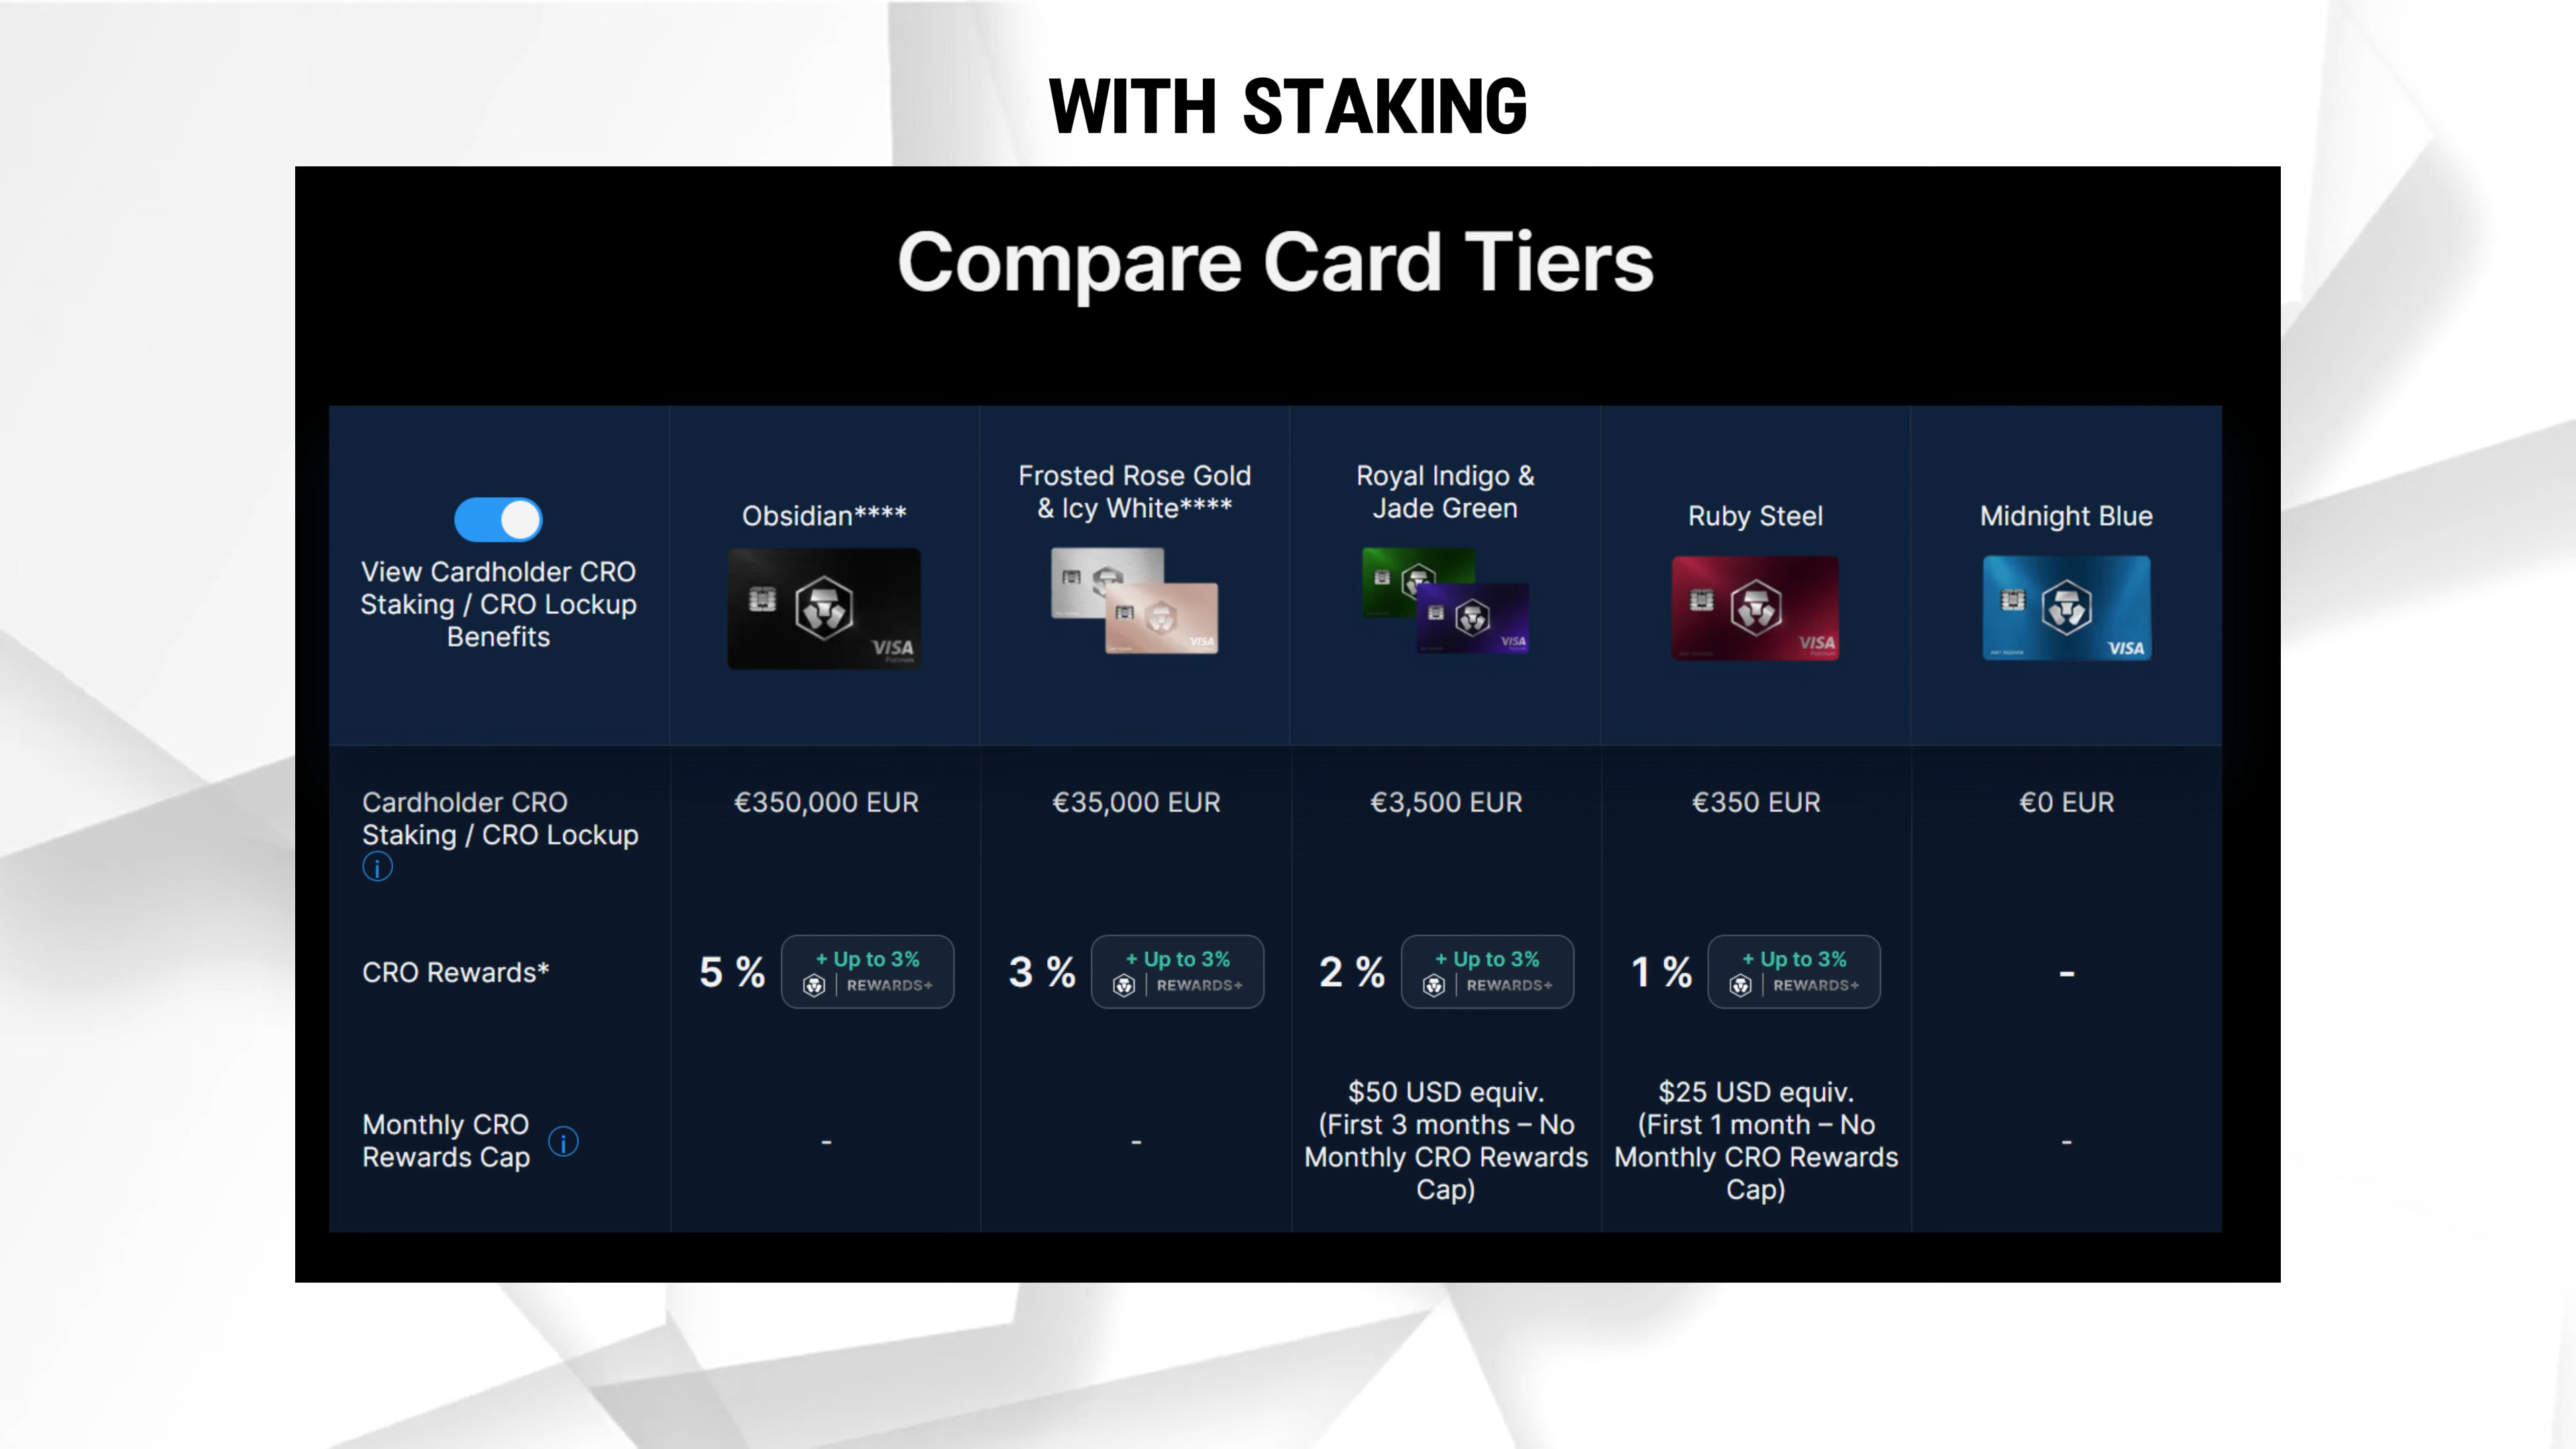 WITH STAKING
Compare Card Tiers
View Cardholder CRO
Staking / CRO Lockup
Benefits
Obsidian****
VISA
Platinum
Frosted Rose Gold
& Icy White****
VISA
Royal Indigo &
Jade Green
VISA
Ruby Steel
VISA
Midnight Blue
VISA
Cardholder CRO
Staking / CRO Lockup
€350,000 EUR
€35,000 EUR
€3,500 EUR
€350 EUR
€0 EUR
CRO Rewards*
5 %
+ Up to 3%
REWARDS+
3 %
+ Up to 3%
REWARDS+
2 %
+ Up to 3%
REWARDS+
1 %
+ Up to 3%
REWARDS+
-
Monthly CRO
Rewards Cap
-
-
$50 USD equiv.
(First 3 months – No
Monthly CRO Rewards
Cap)
$25 USD equiv.
(First 1 month – No
Monthly CRO Rewards
Cap)
-